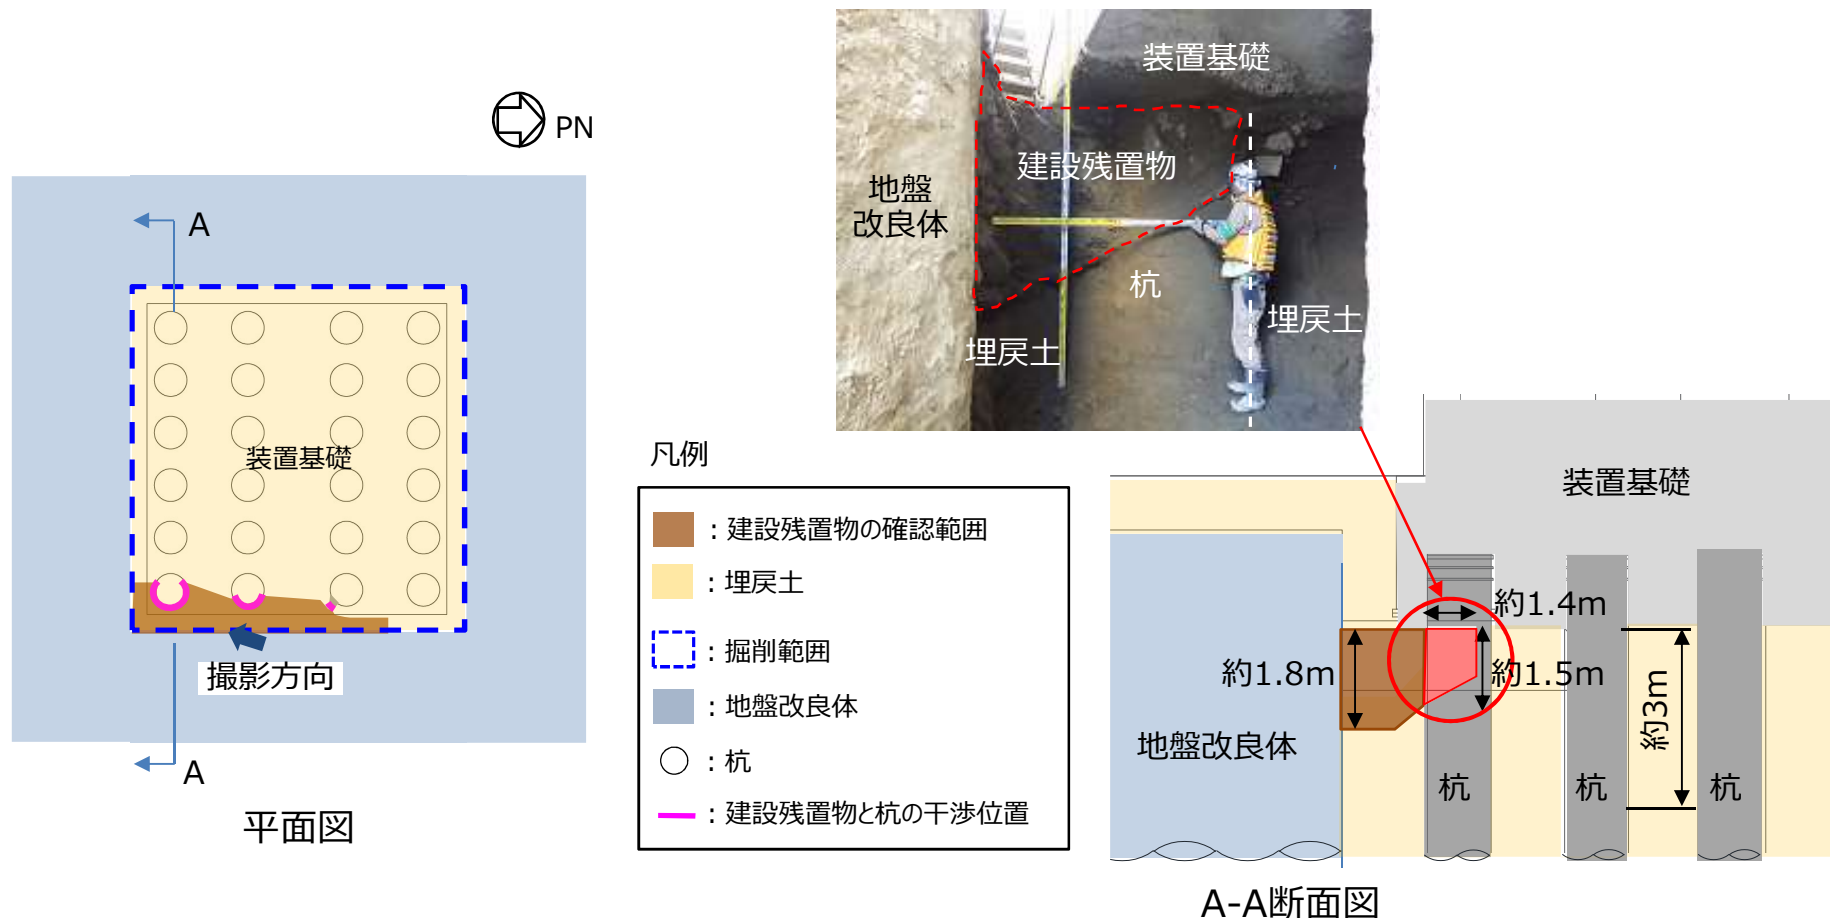 PN
A
装置基礎
撮影方向
A
平面図
装置基礎
建設残置物
地盤
改良体
杭
埋戻土
埋戻土
凡例
：建設残置物の確認範囲
：埋戻土
：掘削範囲
：地盤改良体
：杭
：建設残置物と杭の干渉位置
装置基礎
約1.4m
約1.8m
約1.5m
約3m
地盤改良体
杭
杭
杭
A-A断面図